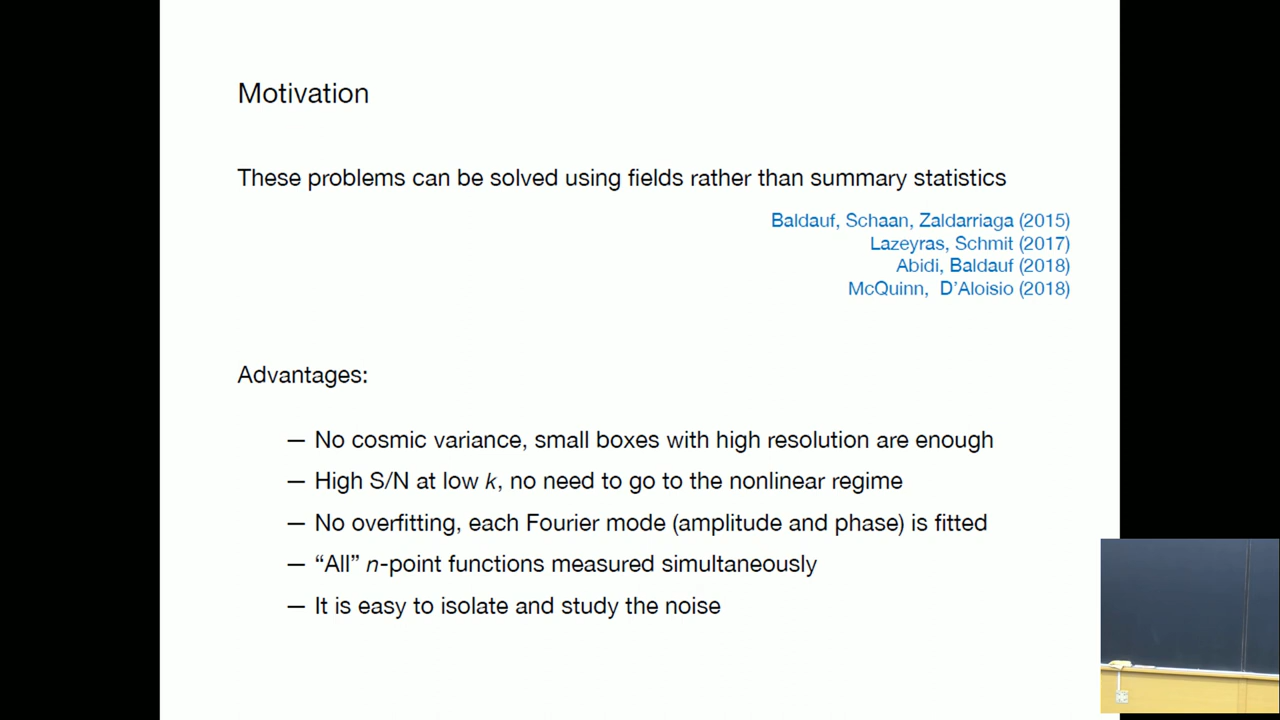 Motivation
These problems can be solved using fields rather than summary statistics
Baldauf, Schaan, Zaldarriaga (2015)
Lazeyras, Schmit (2017)
Abidi, Baldauf (2018)
McQuinn, D’Aloisio (2018)
Advantages:
— No cosmic variance, small boxes with high resolution are enough
— High S/N at low k, no need to go to the nonlinear regime
— No overfitting, each Fourier mode (amplitude and phase) is fitted
— “All” n-point functions measured simultaneously
— It is easy to isolate and study the noise